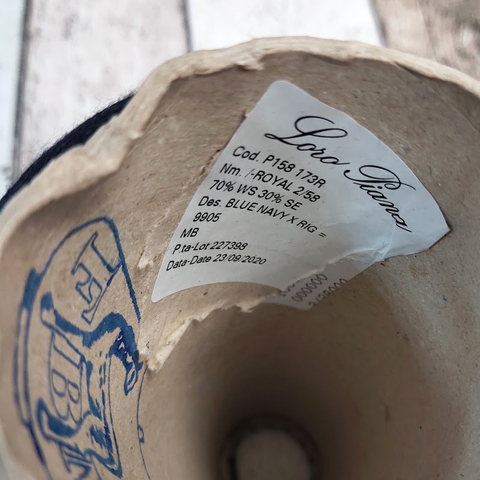 Loro Piana
Cod. P158 173R
Nm. /-ROYAL 2/58
70% WS 30% SE
Des. BLUE NAVY X RIG =
9905
MB
P.ta-Lot 227398
Data-Date 23/09/2020
000000